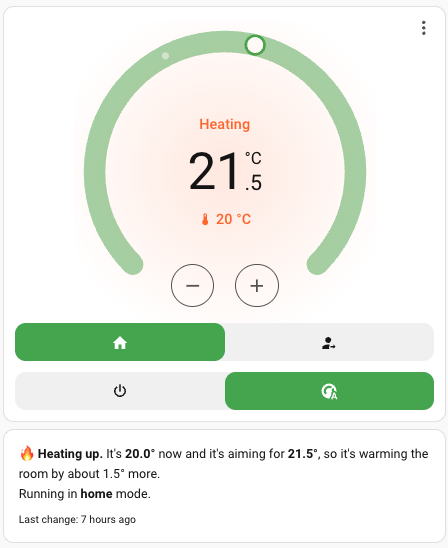 Heating
21.5 °C
20 °C
🔥 Heating up. It's 20.0° now and it's aiming for 21.5°, so it's warming the
room by about 1.5° more.
Running in home mode.
Last change: 7 hours ago